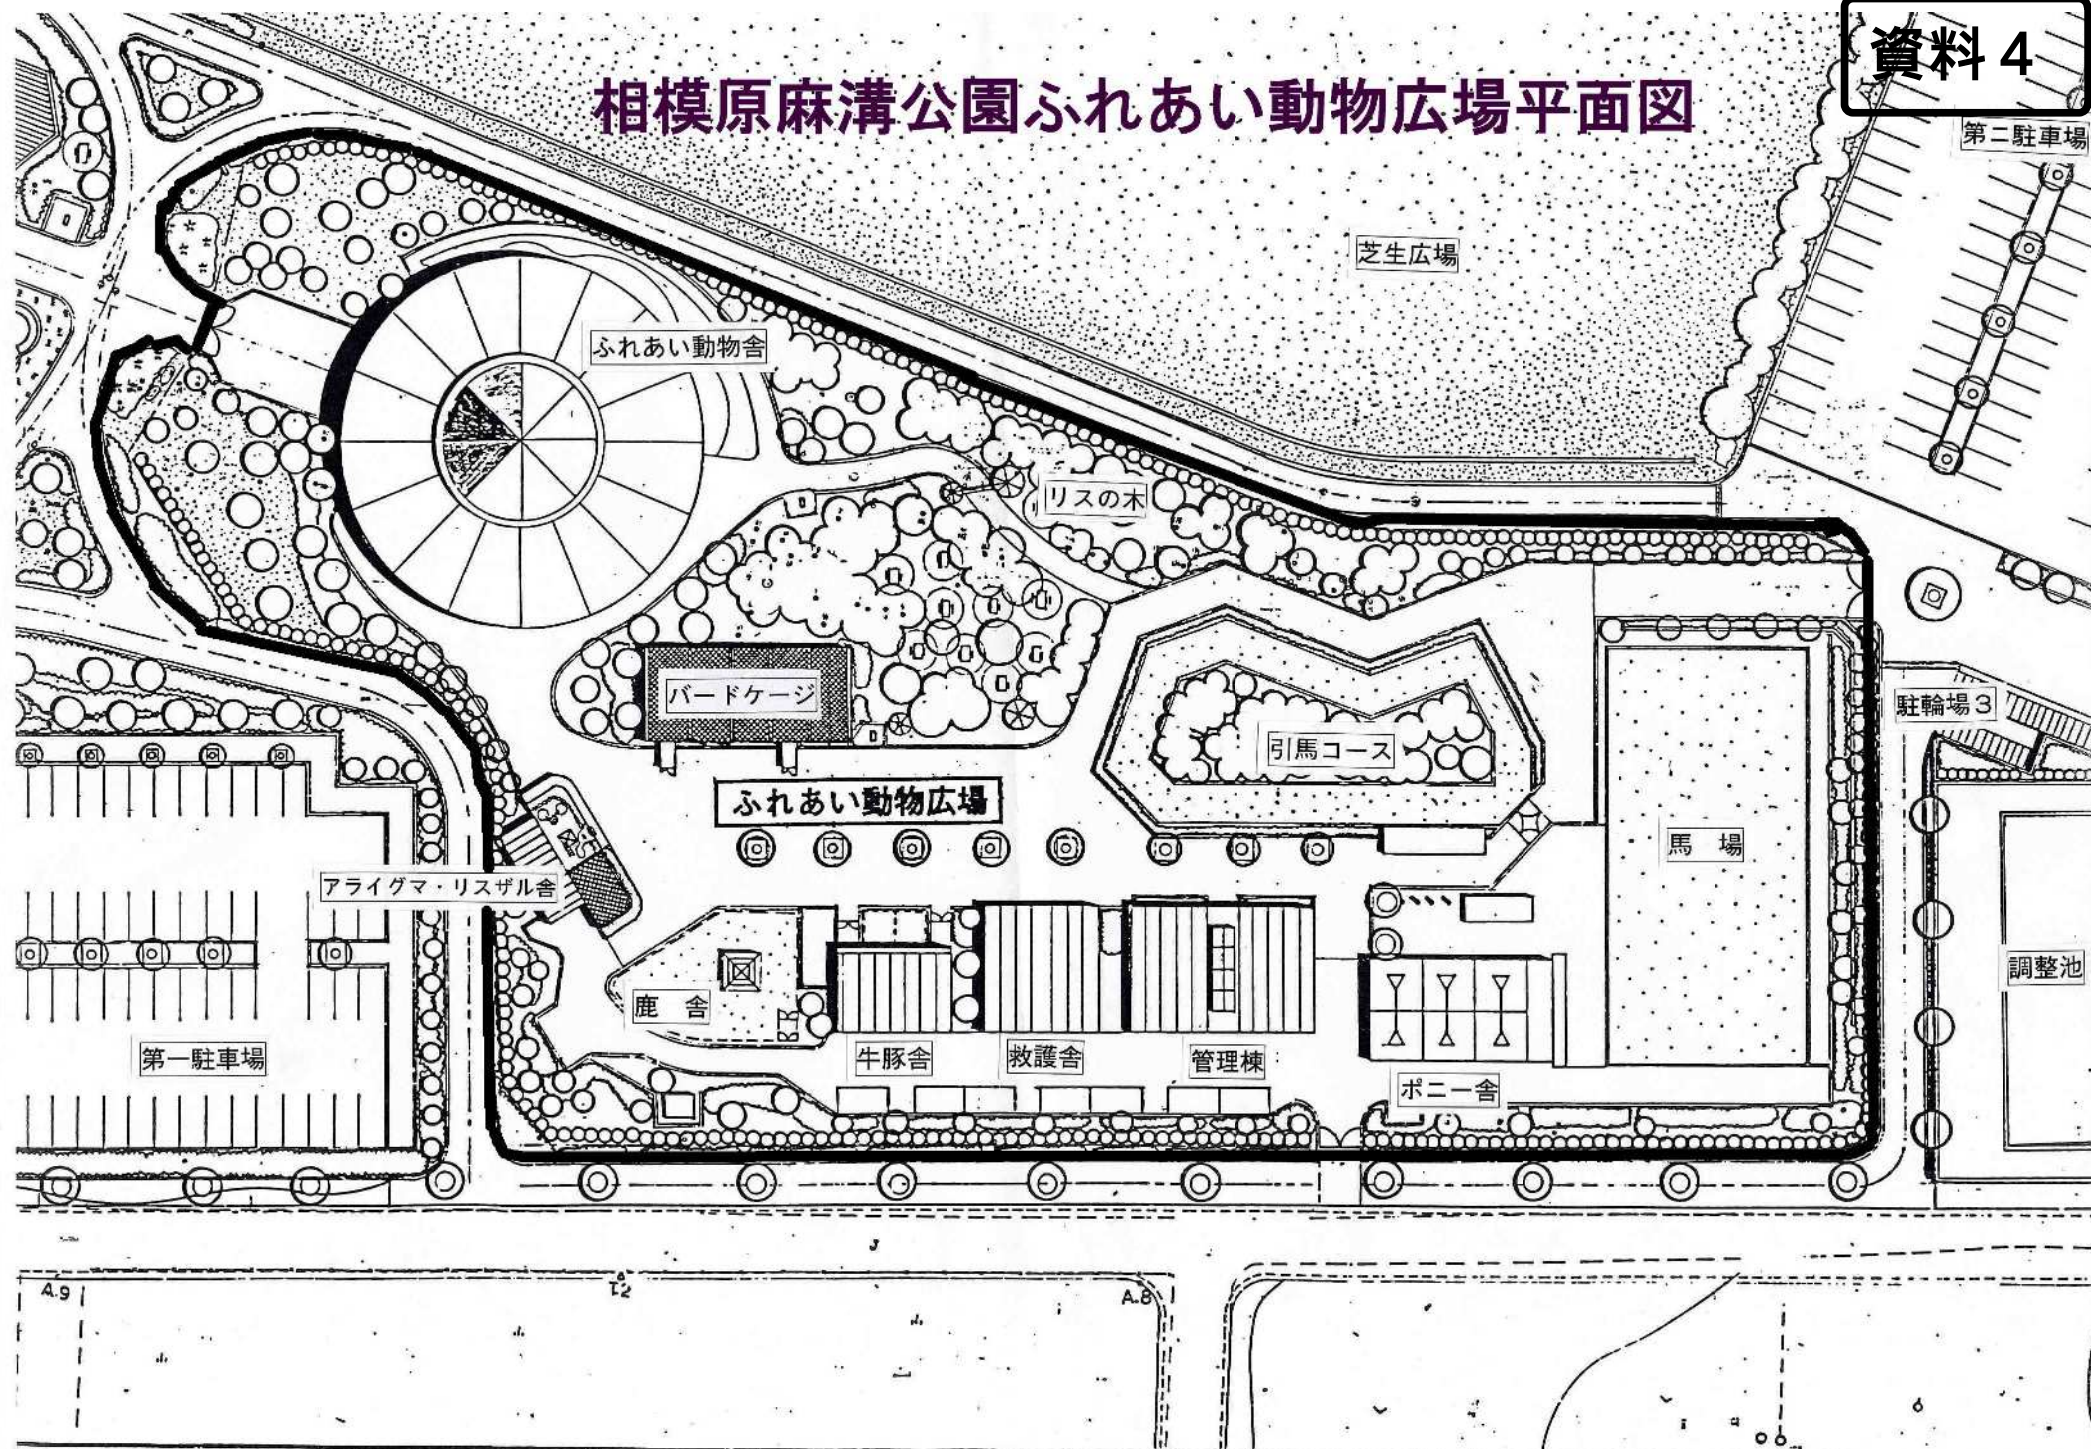 資料４
相模原麻溝公園ふれあい動物広場平面図
第二駐車場
芝生広場
ふれあい動物舎
リスの木
バードケージ
駐輪場３
引馬コース
ふれあい動物広場
馬　場
アライグマ・リスザル舎
調整池
鹿　舎
第一駐車場
牛豚舎
救護舎
管理棟
ポニー舎
A.9
A.8